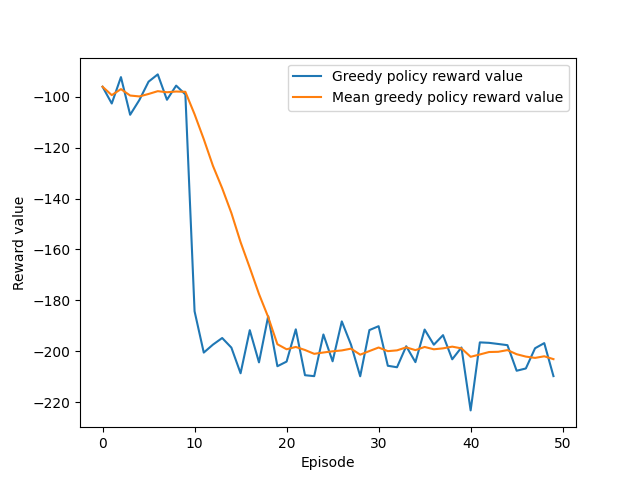 Greedy policy reward value
Mean greedy policy reward value
−100
−120
−140
−160
−180
−200
−220
Reward value
0 10 20 30 40 50
Episode